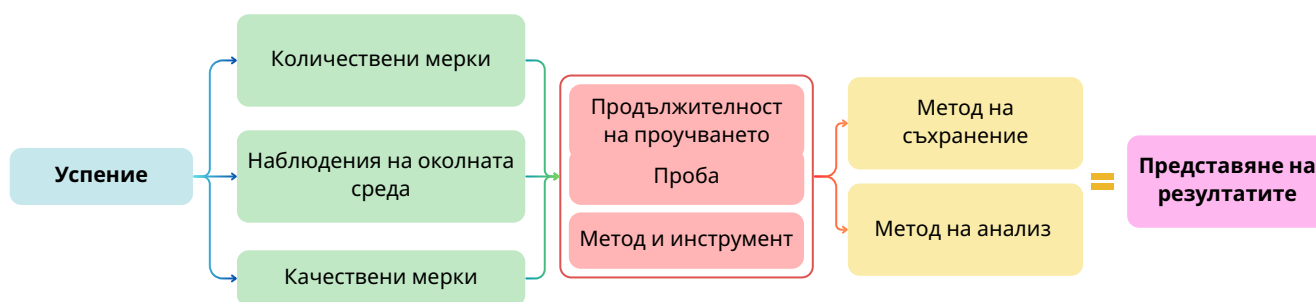 Успение
Количествени мерки
Наблюдения на околната
среда
Качествени мерки
Продължителност
на проучването
Проба
Метод и инструмент
Метод на
съхранение
Метод на анализ
=
Представяне на
резултатите